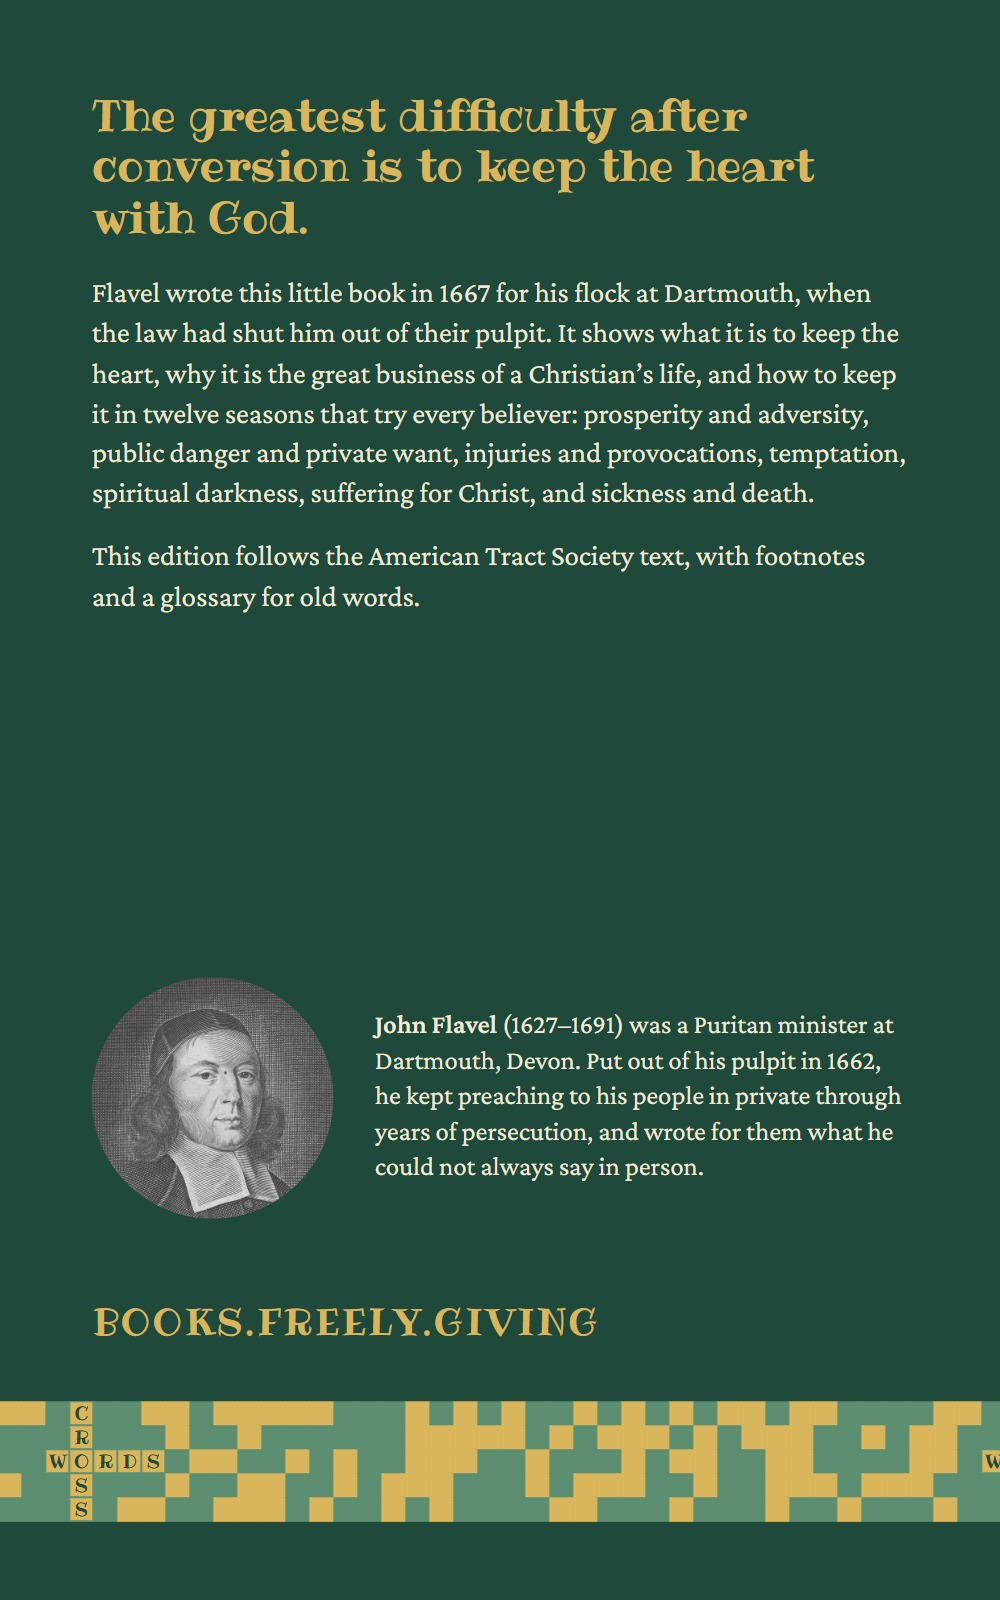 The greatest difficulty after
conversion is to keep the heart
with God.
Flavel wrote this little book in 1667 for his flock at Dartmouth, when
the law had shut him out of their pulpit. It shows what it is to keep the
heart, why it is the great business of a Christian’s life, and how to keep
it in twelve seasons that try every believer: prosperity and adversity,
public danger and private want, injuries and provocations, temptation,
spiritual darkness, suffering for Christ, and sickness and death.
This edition follows the American Tract Society text, with footnotes
and a glossary for old words.
John Flavel (1627–1691) was a Puritan minister at
Dartmouth, Devon. Put out of his pulpit in 1662,
he kept preaching to his people in private through
years of persecution, and wrote for them what he
could not always say in person.
BOOKS.FREELY.GIVING
CROSS
WORDS
W